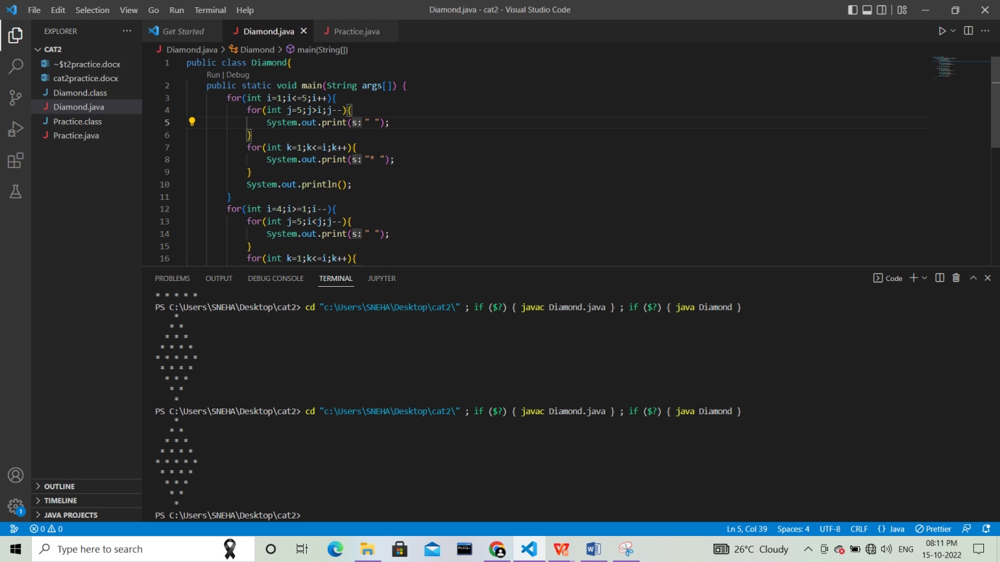 File Edit Selection View Go Run Terminal Help
Diamond.java - cat2 - Visual Studio Code
EXPLORER
CAT2
~$t2practice.docx
cat2practice.docx
J Diamond.class
J Diamond.java
J Practice.class
J Practice.java
OUTLINE
TIMELINE
JAVA PROJECTS
Get Started
J Diamond.java
J Practice.java
J Diamond.java > Diamond > main(String[])
1 public class Diamond{
Run | Debug
2 public static void main(String args[]) {
3 for(int i=1;i<=5;i++){
4 for(int j=5;j>i;j--){
5 System.out.print(s:" ");
6 }
7 for(int k=1;k<=i;k++){
8 System.out.print(s:"* ");
9 }
10 System.out.println();
11 }
12 for(int i=4;i>=1;i--){
13 for(int j=5;i<j;j--){
14 System.out.print(s:" ");
15 }
16 for(int k=1;k<=i;k++){
PROBLEMS OUTPUT DEBUG CONSOLE TERMINAL JUPYTER
Code
* * * * *
PS C:\Users\SNEHA\Desktop\cat2> cd "c:\Users\SNEHA\Desktop\cat2\" ; if ($?) { javac Diamond.java } ; if ($?) { java Diamond }
    *
   * *
  * * *
 * * * *
* * * * *
 * * * *
  * * *
   * *
    *
PS C:\Users\SNEHA\Desktop\cat2> cd "c:\Users\SNEHA\Desktop\cat2\" ; if ($?) { javac Diamond.java } ; if ($?) { java Diamond }
    *
   * *
  * * *
 * * * *
* * * * *
 * * * *
  * * *
   * *
    *
PS C:\Users\SNEHA\Desktop\cat2>
1
0 0
Ln 5, Col 39 Spaces: 4 UTF-8 CRLF {} Java Prettier
Type here to search
MySQL
26°C Cloudy
ENG
08:11 PM
15-10-2022